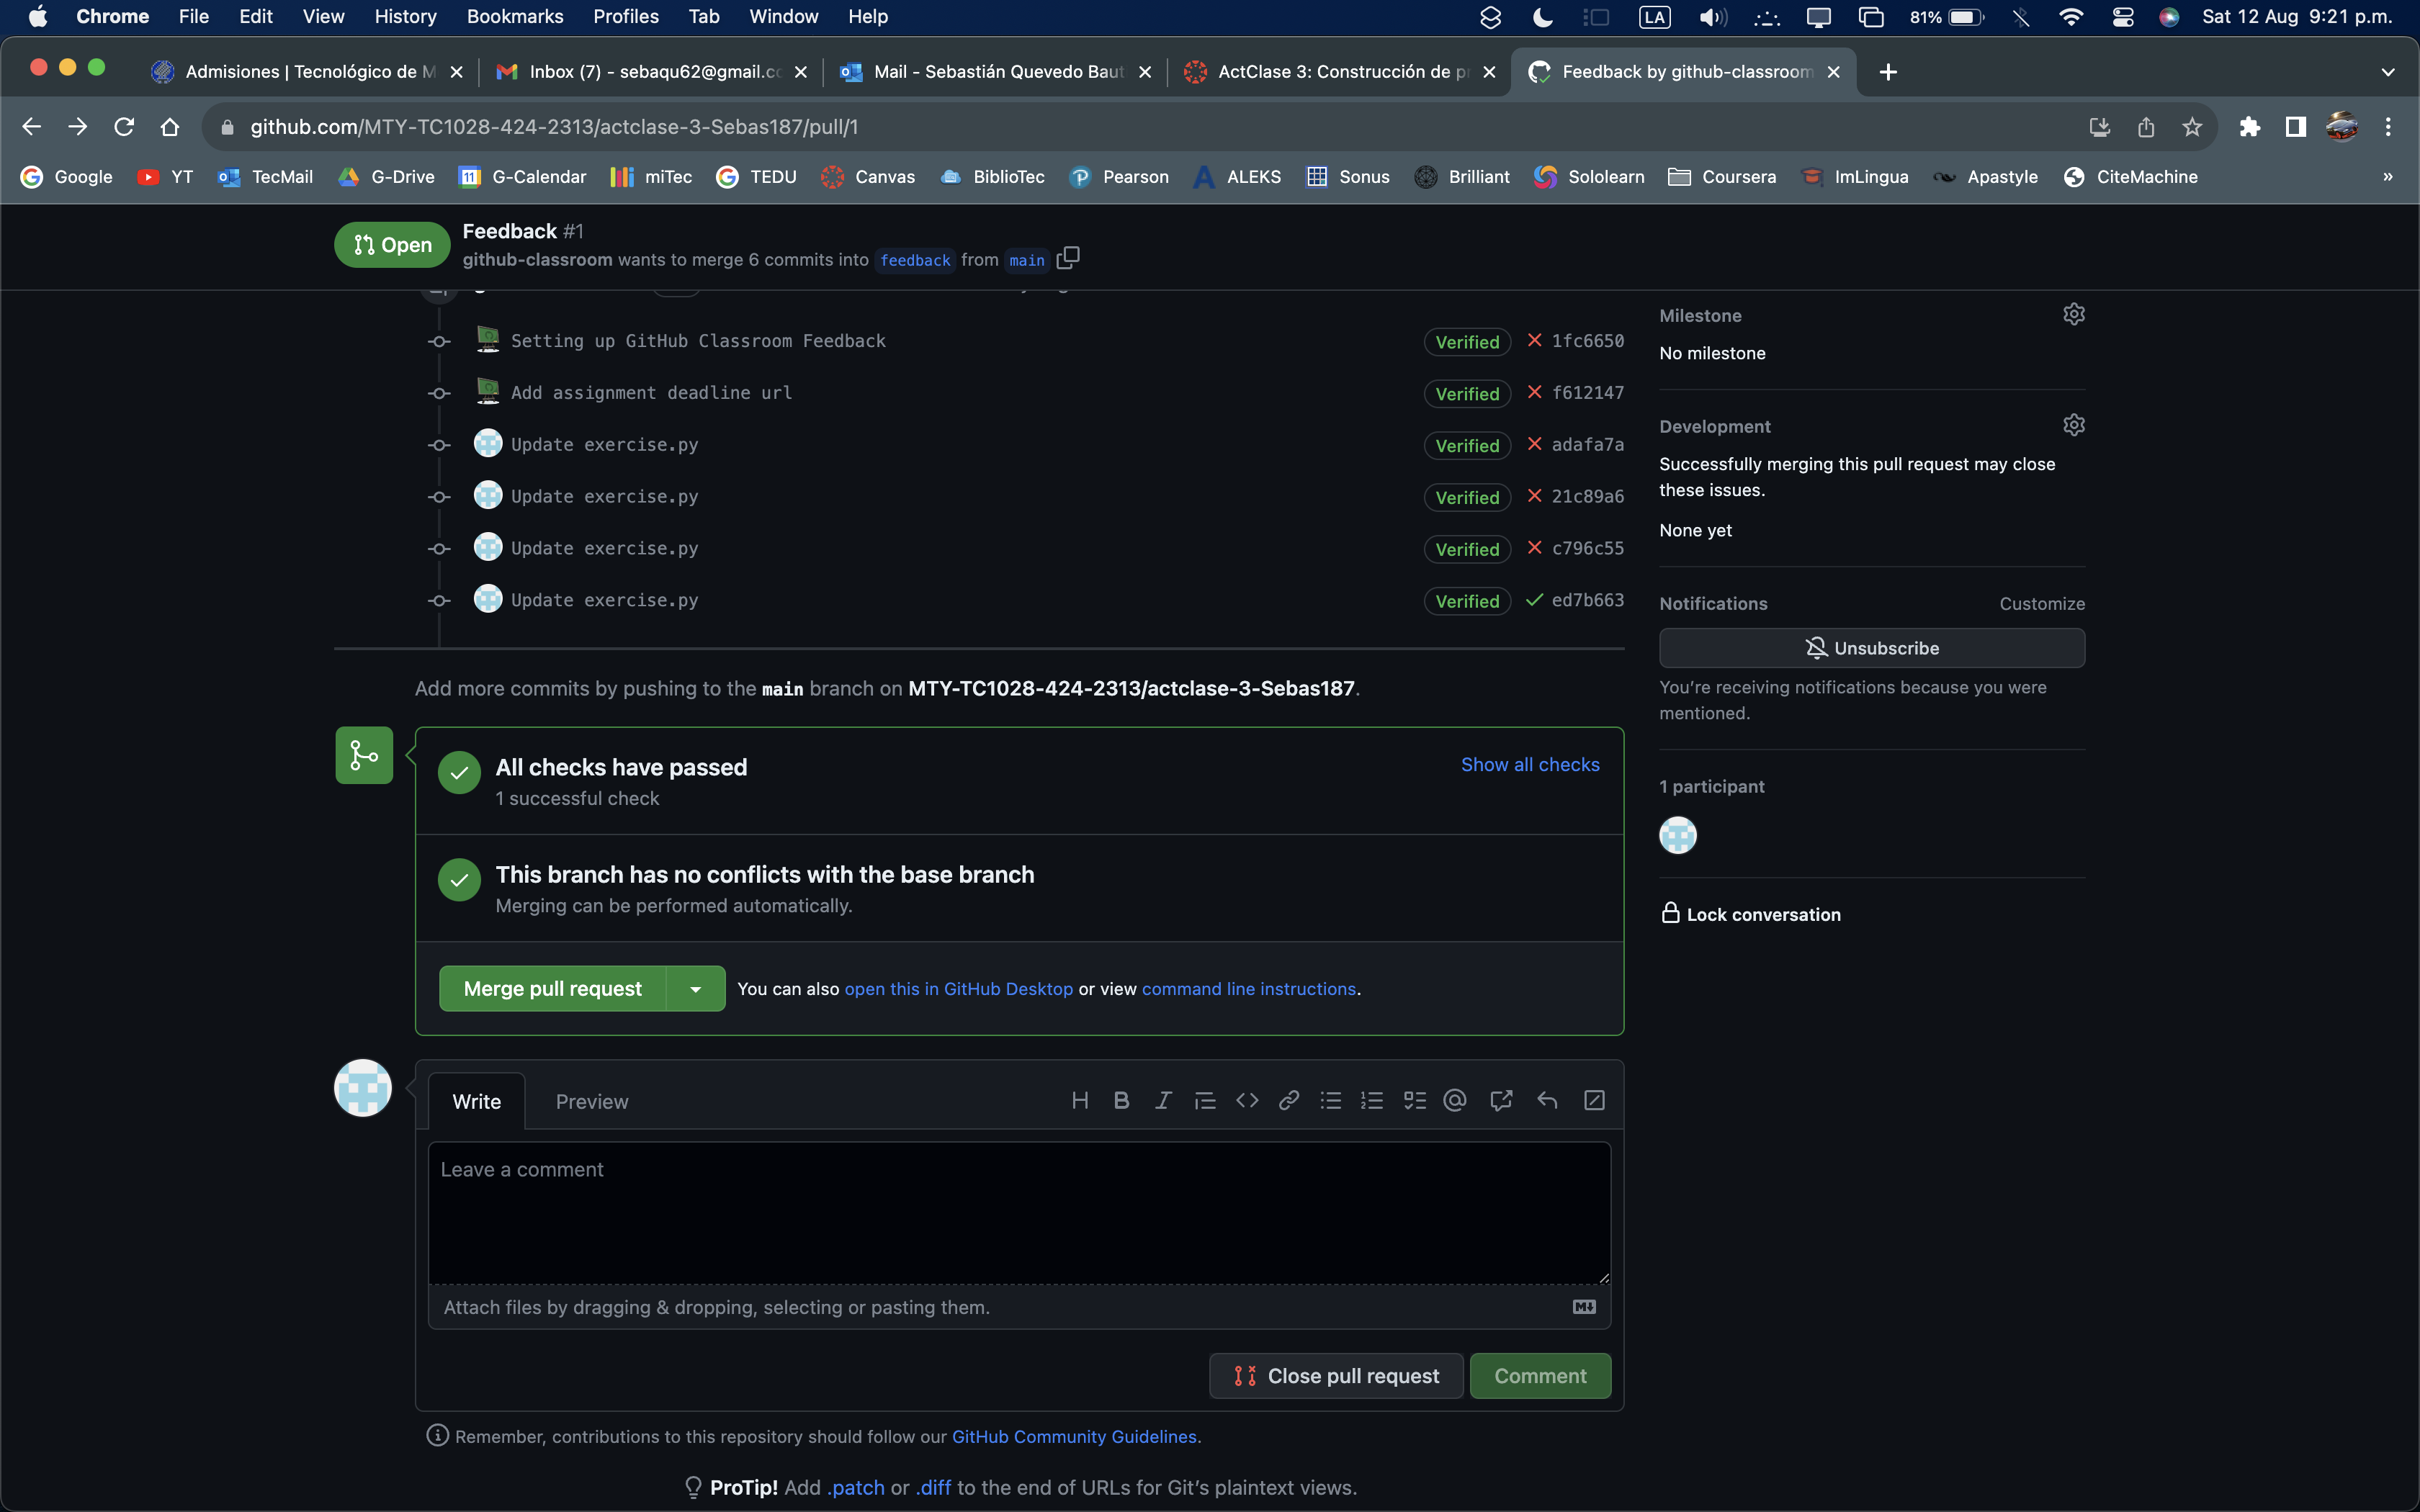 Chrome File Edit View History Bookmarks Profiles Tab Window Help LA 81% Sat 12 Aug 9:21 p.m.
Admisiones | Tecnológico de M Inbox (7) - sebaqu62@gmail.co Mail - Sebastián Quevedo Baut ActClase 3: Construcción de pr Feedback by github-classroom
github.com/MTY-TC1028-424-2313/actclase-3-Sebas187/pull/1
Google YT TecMail G-Drive 11 G-Calendar miTec TEDU Canvas BiblioTec Pearson ALEKS Sonus Brilliant Sololearn Coursera ImLingua Apastyle CiteMachine »
Open
Feedback #1
github-classroom wants to merge 6 commits into feedback from main
Setting up GitHub Classroom Feedback Verified 1fc6650
Add assignment deadline url Verified f612147
Update exercise.py Verified adafa7a
Update exercise.py Verified 21c89a6
Update exercise.py Verified c796c55
Update exercise.py Verified ed7b663
Add more commits by pushing to the main branch on MTY-TC1028-424-2313/actclase-3-Sebas187.
All checks have passed
1 successful check
Show all checks
This branch has no conflicts with the base branch
Merging can be performed automatically.
Merge pull request
You can also open this in GitHub Desktop or view command line instructions.
Write Preview
Leave a comment
Attach files by dragging & dropping, selecting or pasting them.
Close pull request Comment
Remember, contributions to this repository should follow our GitHub Community Guidelines.
ProTip! Add .patch or .diff to the end of URLs for Git's plaintext views.
Milestone
No milestone
Development
Successfully merging this pull request may close
these issues.
None yet
Notifications Customize
Unsubscribe
You're receiving notifications because you were
mentioned.
1 participant
Lock conversation